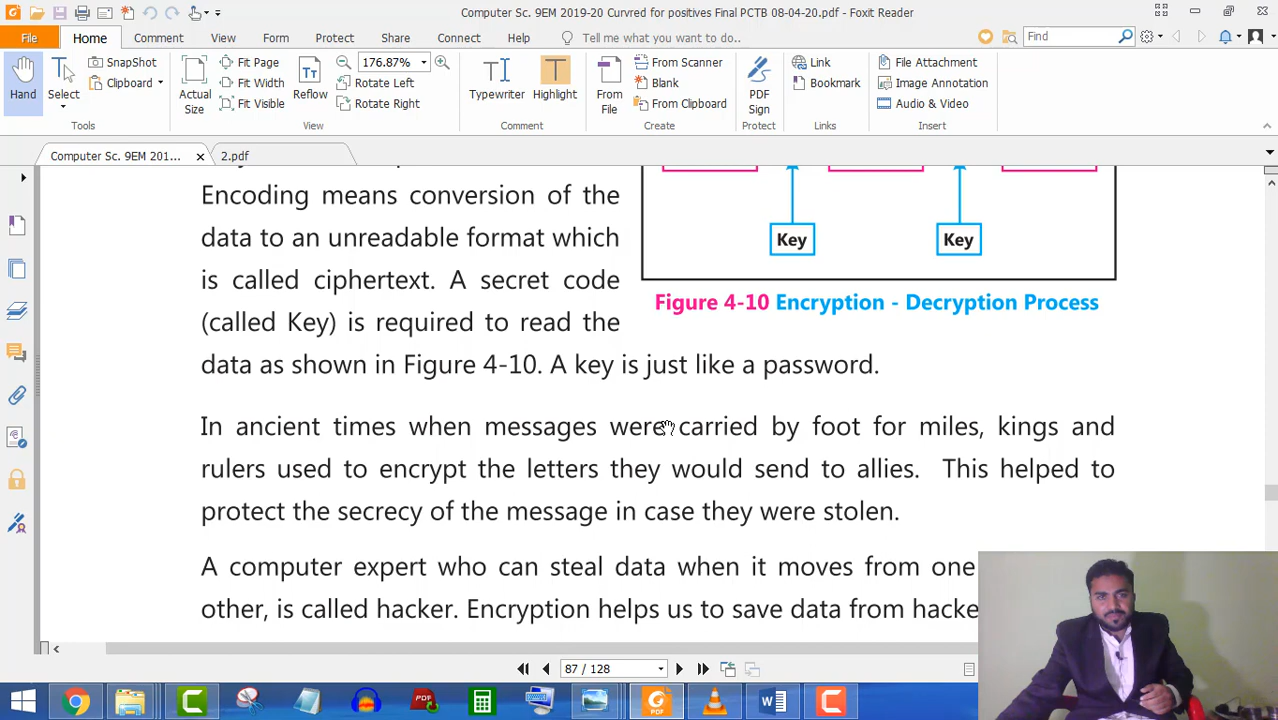 Computer Sc. 9EM 2019-20 Curvred for positival Final PCTB 08-04-20.pdf - Foxit Reader
File Home Comment View Form Protect Share Connect Help Tell me what you want to do.. Find
Hand
Select
SnapShot
Clipboard
Tools
Actual Size
Fit Page
Fit Width
Fit Visible
Reflow
176.87%
Rotate Left
Rotate Right
View
Typewriter
Highlight
Comment
From File
From Scanner
Blank
From Clipboard
Create
PDF Sign
Protect
Link
Bookmark
Links
File Attachment
Image Annotation
Audio & Video
Insert
Computer Sc. 9EM 201... 2.pdf
Encoding means conversion of the
data to an unreadable format which
is called ciphertext. A secret code
(called Key) is required to read the
data as shown in Figure 4-10. A key is just like a password.
Key Key
Figure 4-10 Encryption - Decryption Process
In ancient times when messages were carried by foot for miles, kings and
rulers used to encrypt the letters they would send to allies. This helped to
protect the secrecy of the message in case they were stolen.
A computer expert who can steal data when it moves from one
other, is called hacker. Encryption helps us to save data from hacke
87 / 128
PDF